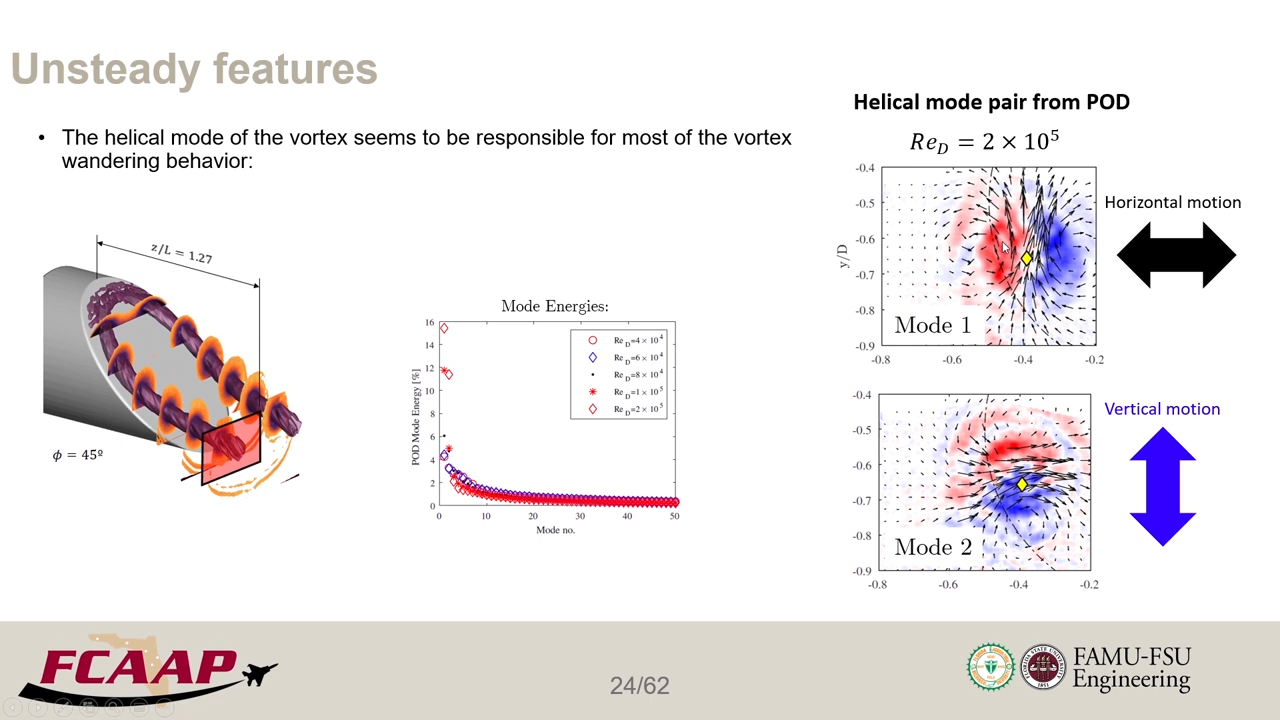 Unsteady features
• The helical mode of the vortex seems to be responsible for most of the vortex
wandering behavior:
z/L = 1.27
ϕ = 45º
Mode Energies:
POD Mode Energy [%]
16
14
12
10
8
6
4
2
0
0 10 20 30 40 50
Mode no.
Re_D=4×10^4
Re_D=6×10^4
Re_D=8×10^4
Re_D=1×10^5
Re_D=2×10^5
Helical mode pair from POD
Re_D = 2 × 10^5
-0.4
-0.5
-0.6
-0.7
-0.8
-0.9
y/D
Mode 1
-0.8 -0.6 -0.4 -0.2
Horizontal motion
-0.4
-0.5
-0.6
-0.7
-0.8
-0.9
Mode 2
-0.8 -0.6 -0.4 -0.2
Vertical motion
FCAAP
24/62
FAMU-FSU
Engineering